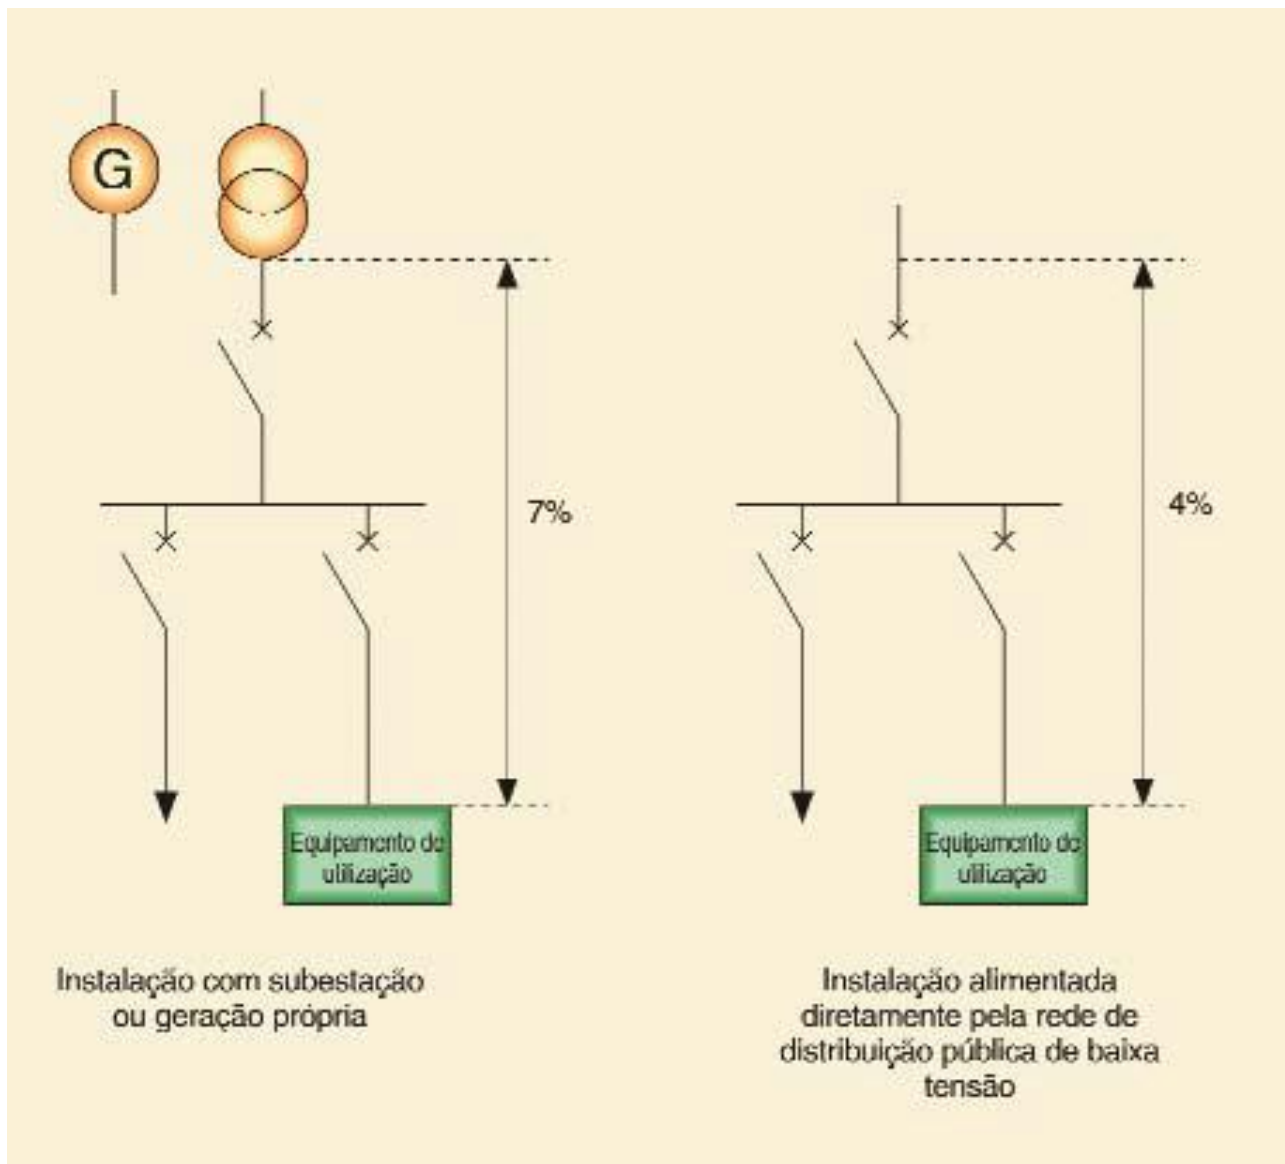 G
7%
4%
Equipamento de
utilização
Equipamento de
utilização
Instalação com subestação
ou geração própria
Instalação alimentada
diretamente pela rede de
distribuição pública de baixa
tensão